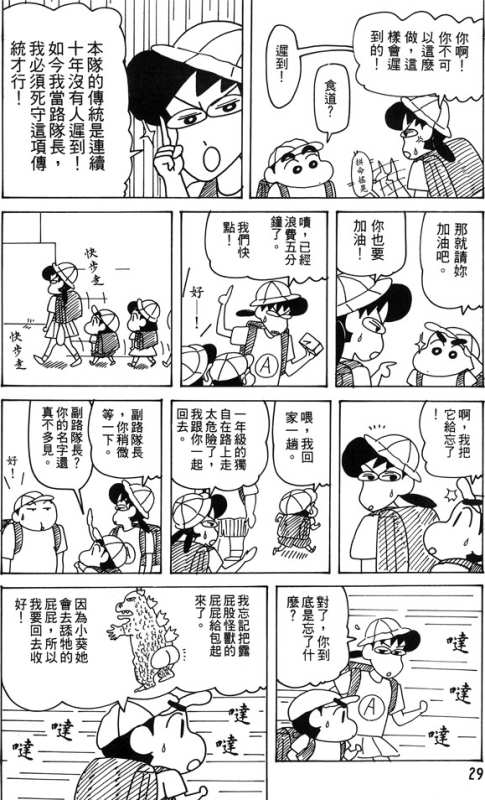 你啊!
你不可
以這麼
做,這
樣會遲
到的!
食道?
遲到!
本隊的傳統是連續
十年沒有人遲到!
如今我當路隊長,
我必須死守這項傳
統才行!
那就請妳
加油吧。
你也要
加油!
嘖,已經
浪費五分
鐘了。
我們快
點!
好!
快步走
快步走
啊,我把
它給忘了
喂,我回
家一趟。
一年級的獨
自在路上走
太危險了,
我跟你一起
回去。
副路隊長
,你稍微
等一下。
副路隊長?
你的名字還
真不多見。
好!
對了,你到
底是忘了什
麼?
噠
噠
我忘記把露
屁股怪獸的
屁屁給包起
來了。
因為小葵她
會去舔牠的
屁屁,所以
我要回去收
好!
噠
噠
噠
29